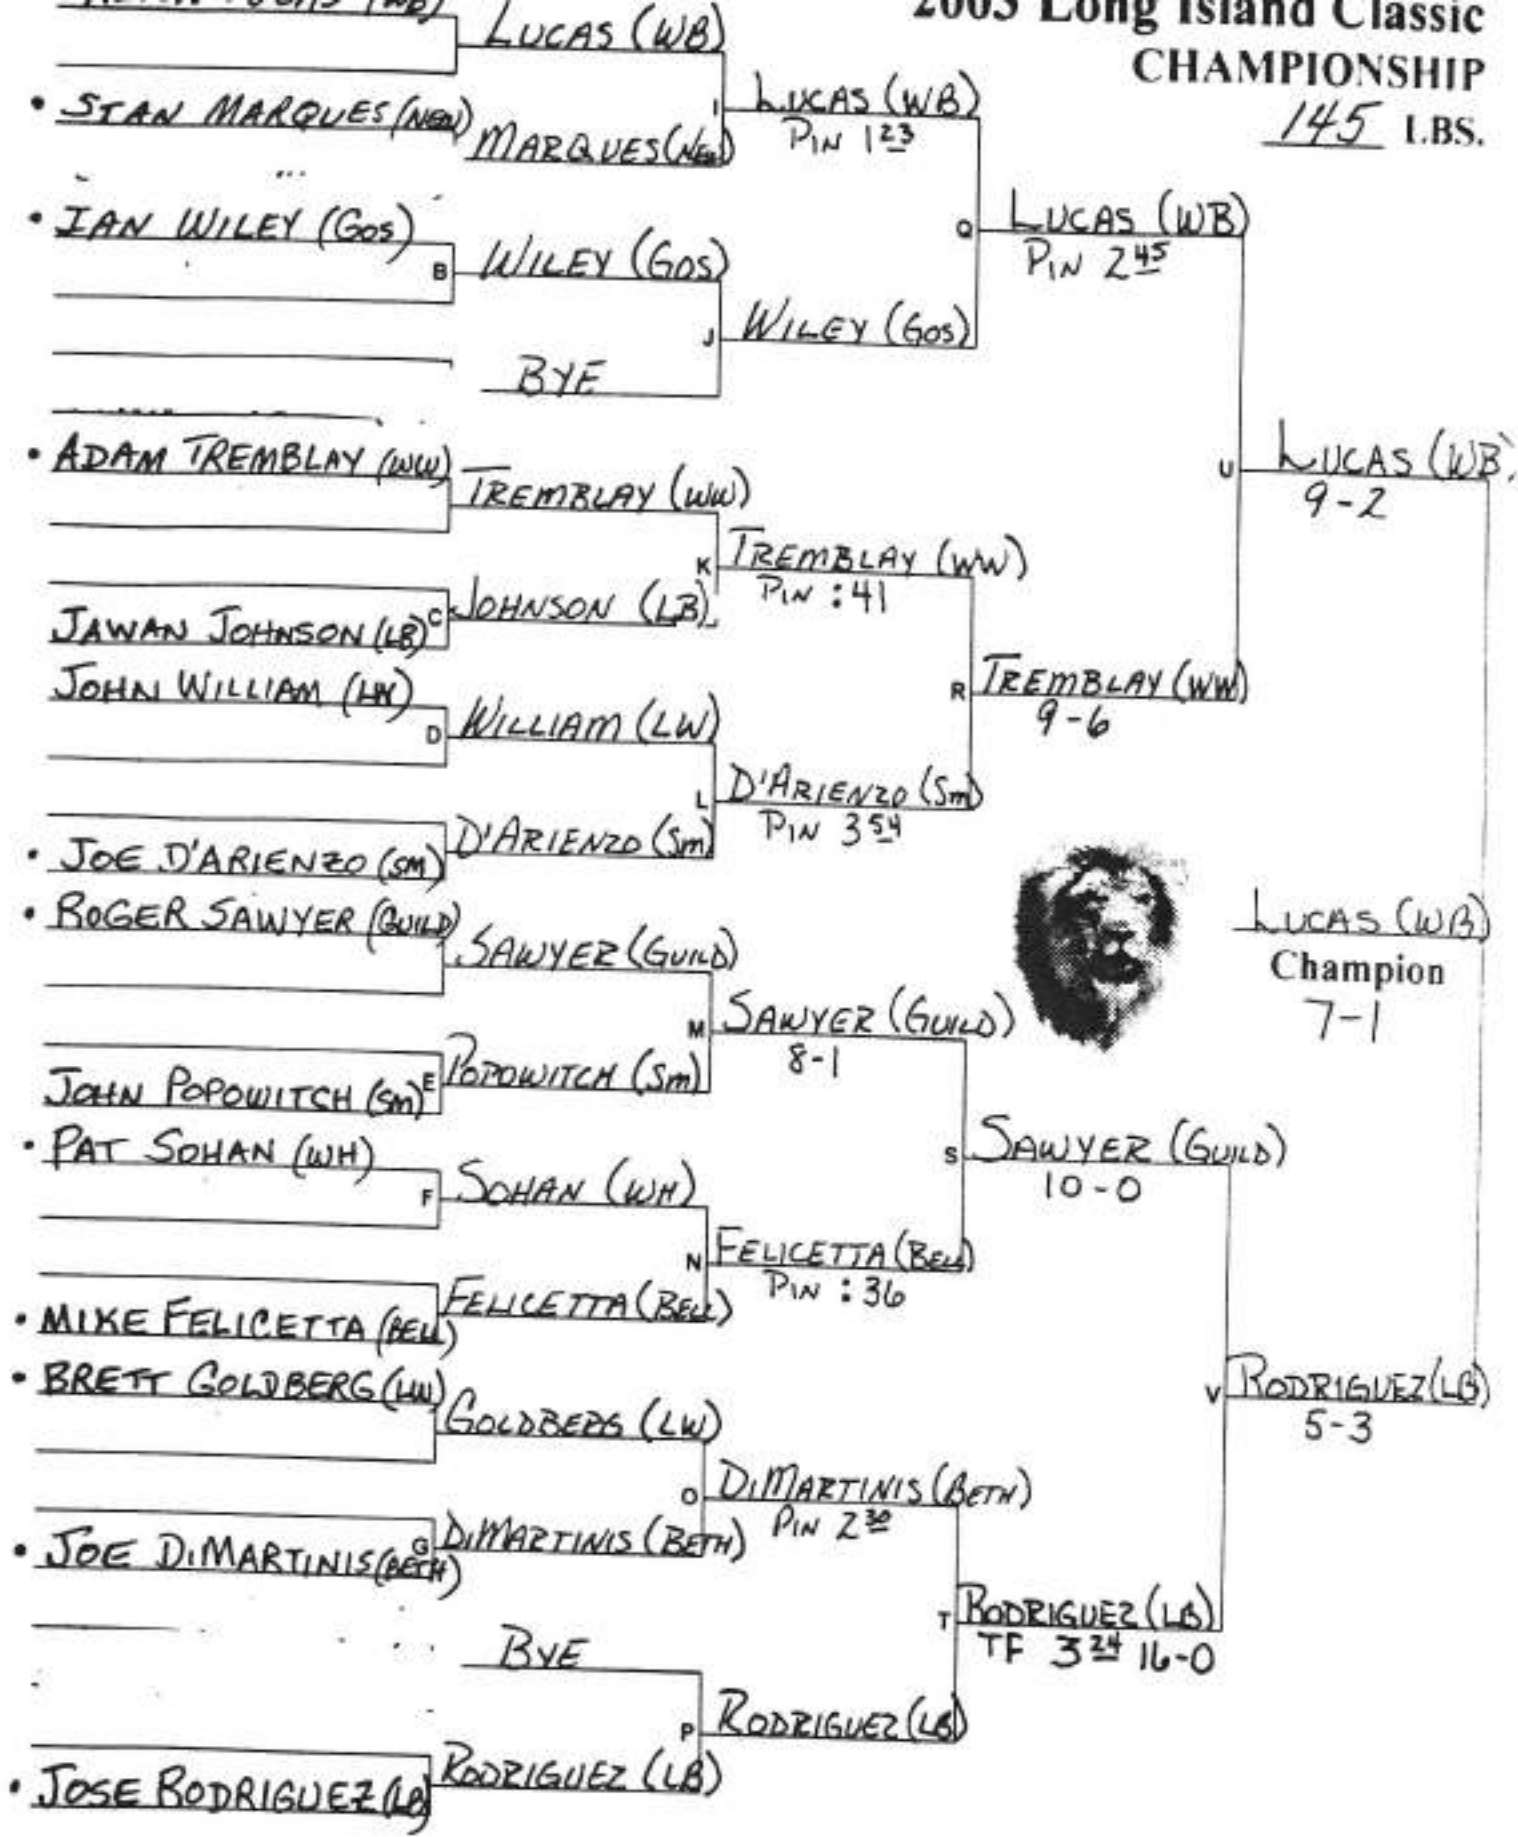 2003 Long Island Classic
CHAMPIONSHIP
145 LBS.
LUCAS (WB)
• STAN MARQUES (NEW)
MARQUES (NEW)
I
LUCAS (WB)
PIN 1 23
• IAN WILEY (GOS)
B
WILEY (GOS)
BYE
J
WILEY (GOS)
Q
LUCAS (WB)
PIN 2 45
• ADAM TREMBLAY (WW)
TREMBLAY (WW)
JAWAN JOHNSON (LB)
C
JOHNSON (LB)
K
TREMBLAY (WW)
PIN :41
JOHN WILLIAM (LW)
D
WILLIAM (LW)
• JOE D'ARIENZO (SM)
D'ARIENZO (SM)
L
D'ARIENZO (SM)
PIN 3 54
R
TREMBLAY (WW)
9-6
U
LUCAS (WB)
9-2
• ROGER SAWYER (GUILD)
SAWYER (GUILD)
JOHN POPOWITCH (SM)
E
POPOWITCH (SM)
M
SAWYER (GUILD)
8-1
• PAT SOHAN (WH)
F
SOHAN (WH)
• MIKE FELICETTA (BELL)
FELICETTA (BELL)
N
FELICETTA (BELL)
PIN :36
S
SAWYER (GUILD)
10-0
• BRETT GOLDBERG (LW)
GOLDBERG (LW)
• JOE DIMARTINIS (BETH)
G
DIMARTINIS (BETH)
O
DIMARTINIS (BETH)
PIN 2 30
BYE
• JOSE RODRIGUEZ (LB)
RODRIGUEZ (LB)
P
RODRIGUEZ (LB)
T
RODRIGUEZ (LB)
TF 3 24 16-0
V
RODRIGUEZ (LB)
5-3
LUCAS (WB)
Champion
7-1